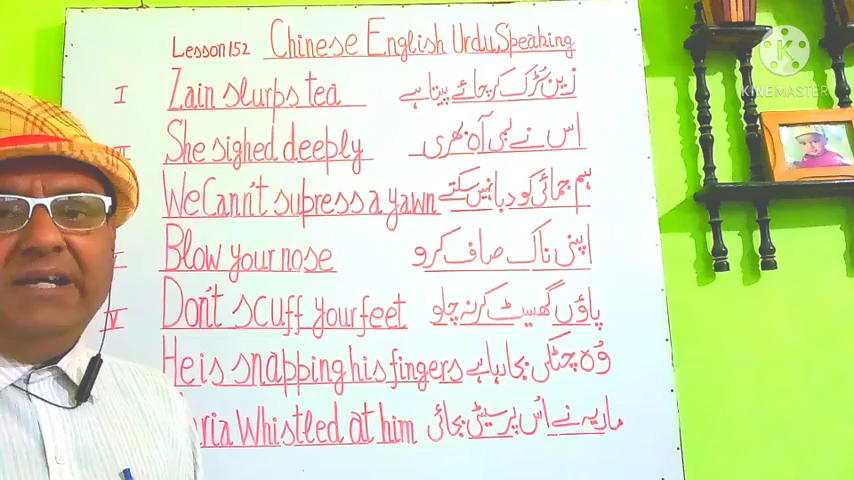 Lesson 152 Chinese English Urdu Speaking
I Zain slurps tea زین سُڑک کر چائے پیتا ہے
She sighed deeply اس نے لمبی آہ بھری
We Cann't supress a yawn ہم جمائی کو دبا نہیں سکتے
Blow your nose اپنی ناک صاف کرو
V Don't scuff your feet پاؤں گھسیٹ کر نہ چلو
He is snapping his fingers وُہ چٹکی بجا رہا ہے
ria Whistled at him ماریہ نے اُس پر سیٹی بجائی
KINEMASTER